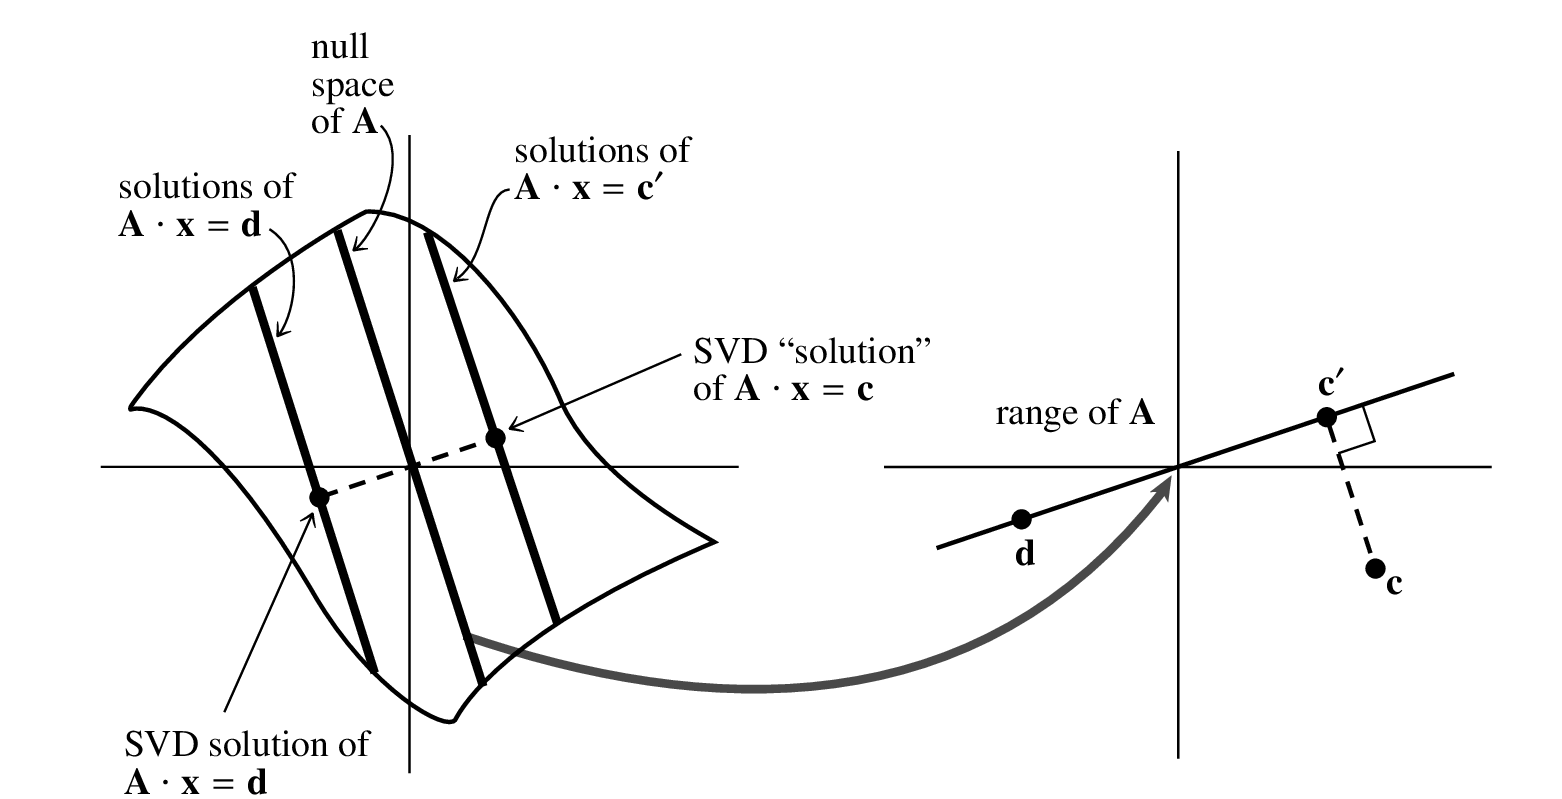 null
space
of A
solutions of
A · x = c′
solutions of
A · x = d
SVD “solution”
of A · x = c
SVD solution of
A · x = d
range of A
c′
d
c